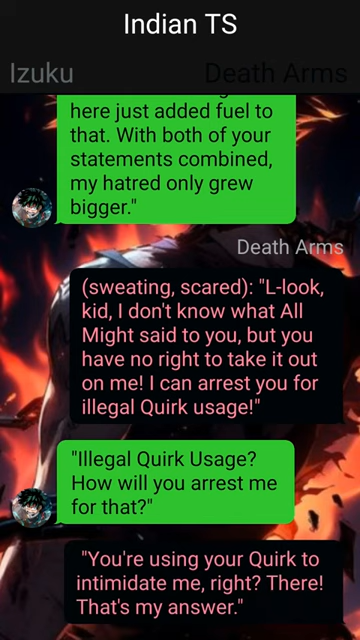 Indian TS
Izuku
Death Arms
here just added fuel to
that. With both of your
statements combined,
my hatred only grew
bigger."
Death Arms
(sweating, scared): "L-look,
kid, I don't know what All
Might said to you, but you
have no right to take it out
on me! I can arrest you for
illegal Quirk usage!"
"Illegal Quirk Usage?
How will you arrest me
for that?"
"You're using your Quirk to
intimidate me, right? There!
That's my answer."